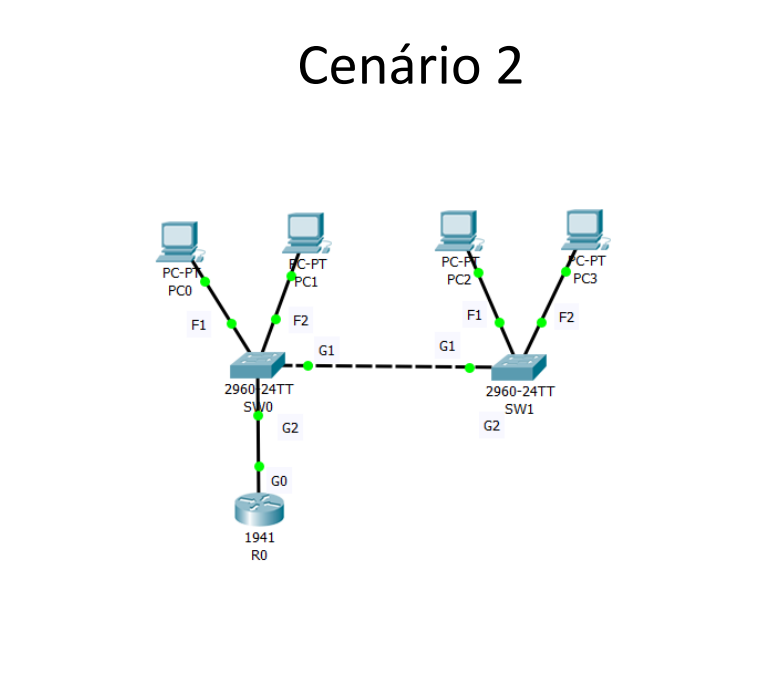 Cenário 2
PC-PT
PC0
PC-PT
PC1
PC-PT
PC2
PC-PT
PC3
F1
F2
F1
F2
G1
G1
2960-24TT
SW0
2960-24TT
SW1
G2
G2
G0
1941
R0